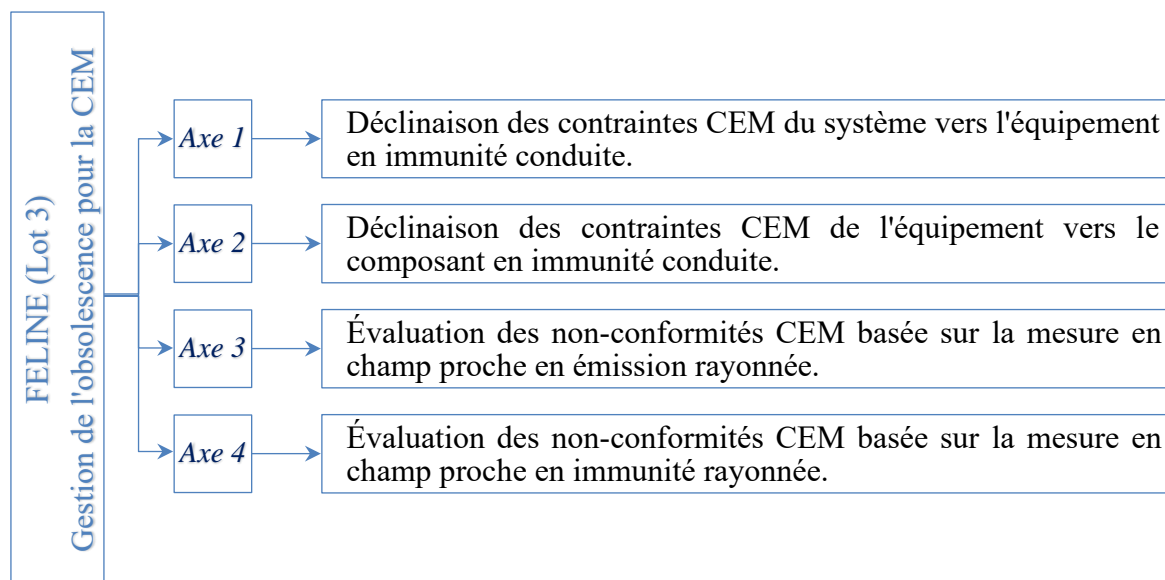 FELINE (Lot 3)
Gestion de l'obsolescence pour la CEM
Axe 1
Déclinaison des contraintes CEM du système vers l'équipement
en immunité conduite.
Axe 2
Déclinaison des contraintes CEM de l'équipement vers le
composant en immunité conduite.
Axe 3
Évaluation des non-conformités CEM basée sur la mesure en
champ proche en émission rayonnée.
Axe 4
Évaluation des non-conformités CEM basée sur la mesure en
champ proche en immunité rayonnée.